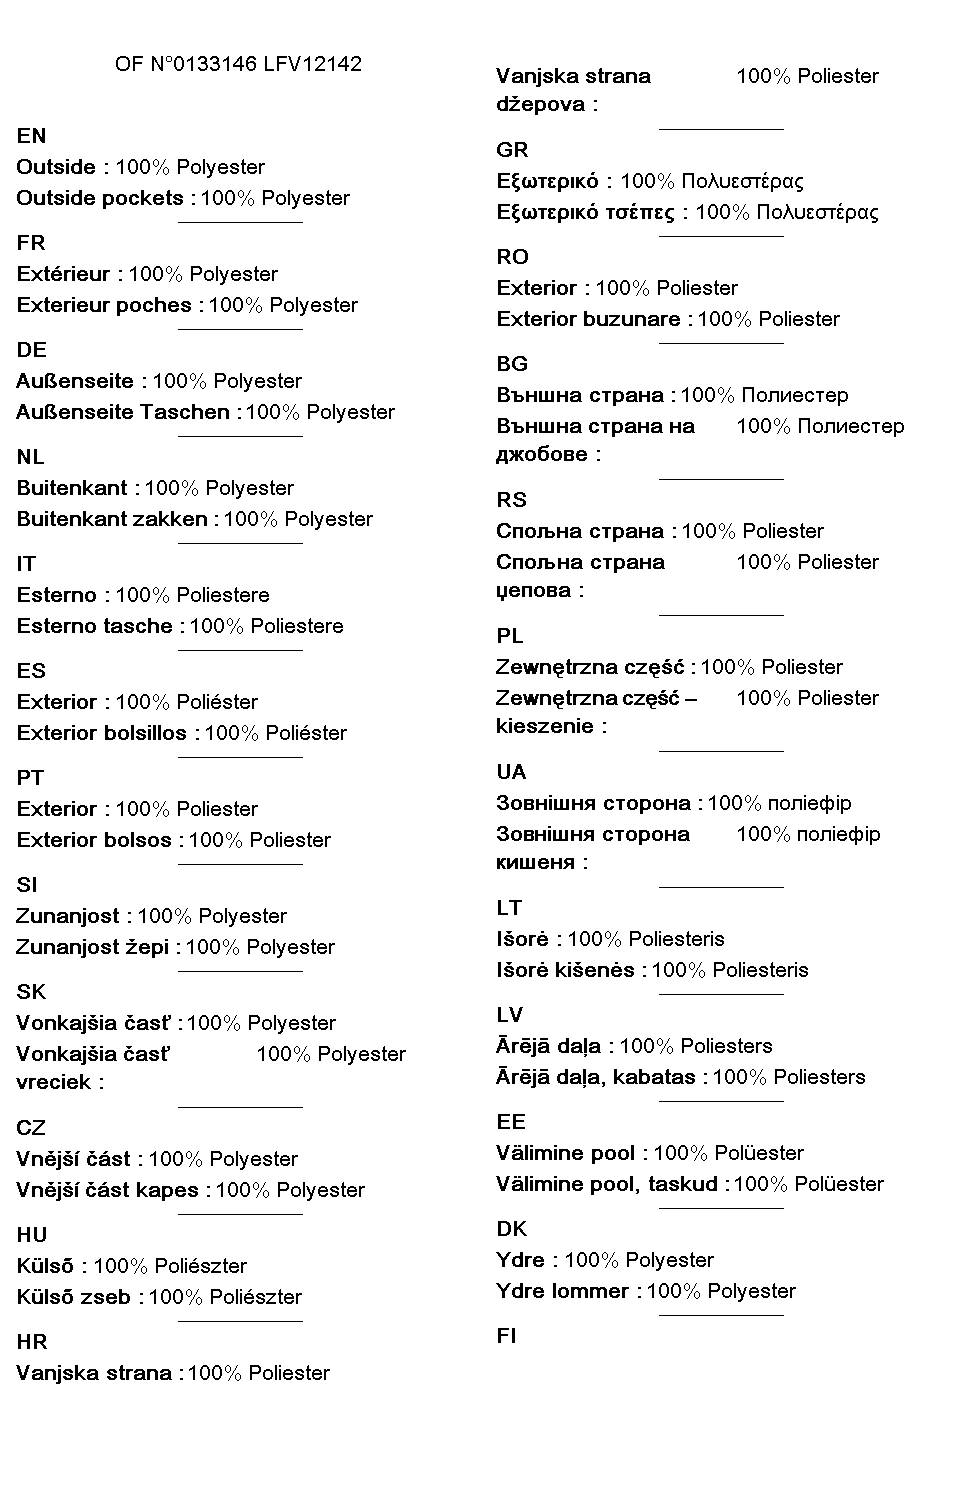 OF N°0133146 LFV12142
EN
Outside : 100% Polyester
Outside pockets : 100% Polyester
FR
Extérieur : 100% Polyester
Exterieur poches : 100% Polyester
DE
Außenseite : 100% Polyester
Außenseite Taschen : 100% Polyester
NL
Buitenkant : 100% Polyester
Buitenkant zakken : 100% Polyester
IT
Esterno : 100% Poliestere
Esterno tasche : 100% Poliestere
ES
Exterior : 100% Poliéster
Exterior bolsillos : 100% Poliéster
PT
Exterior : 100% Poliester
Exterior bolsos : 100% Poliester
SI
Zunanjost : 100% Polyester
Zunanjost žepi : 100% Polyester
SK
Vonkajšia časť : 100% Polyester
Vonkajšia časť 100% Polyester
vreciek :
CZ
Vnější část : 100% Polyester
Vnější část kapes : 100% Polyester
HU
Külső : 100% Poliészter
Külső zseb : 100% Poliészter
HR
Vanjska strana : 100% Poliester
Vanjska strana 100% Poliester
džepova :
GR
Εξωτερικό : 100% Πολυεστέρας
Εξωτερικό τσέπες : 100% Πολυεστέρας
RO
Exterior : 100% Poliester
Exterior buzunare : 100% Poliester
BG
Външна страна : 100% Полиестер
Външна страна на 100% Полиестер
джобове :
RS
Спољна страна : 100% Poliester
Спољна страна 100% Poliester
џепова :
PL
Zewnętrzna część : 100% Poliester
Zewnętrzna część – 100% Poliester
kieszenie :
UA
Зовнішня сторона : 100% поліефір
Зовнішня сторона 100% поліефір
кишеня :
LT
Išorė : 100% Poliesteris
Išorė kišenės : 100% Poliesteris
LV
Ārējā daļa : 100% Poliesters
Ārējā daļa, kabatas : 100% Poliesters
EE
Välimine pool : 100% Polüester
Välimine pool, taskud : 100% Polüester
DK
Ydre : 100% Polyester
Ydre lommer : 100% Polyester
FI